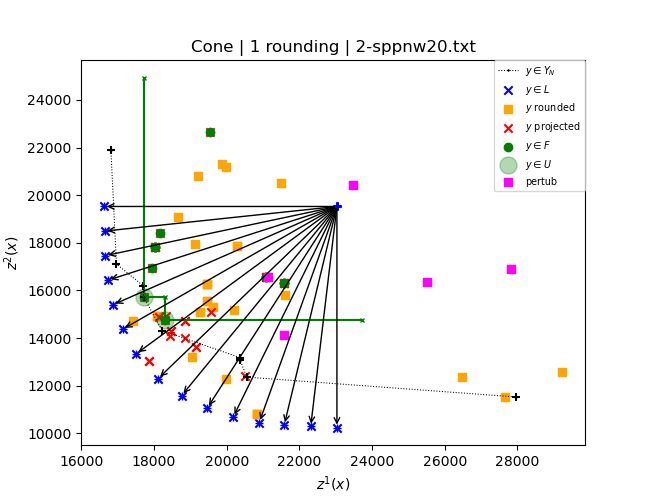 Cone | 1 rounding | 2-sppnw20.txt
z²(x)
24000
22000
20000
18000
16000
14000
12000
10000
y ∈ Y_N
y ∈ L
y rounded
y projected
y ∈ F
y ∈ U
pertub
16000 18000 20000 22000 24000 26000 28000
z¹(x)